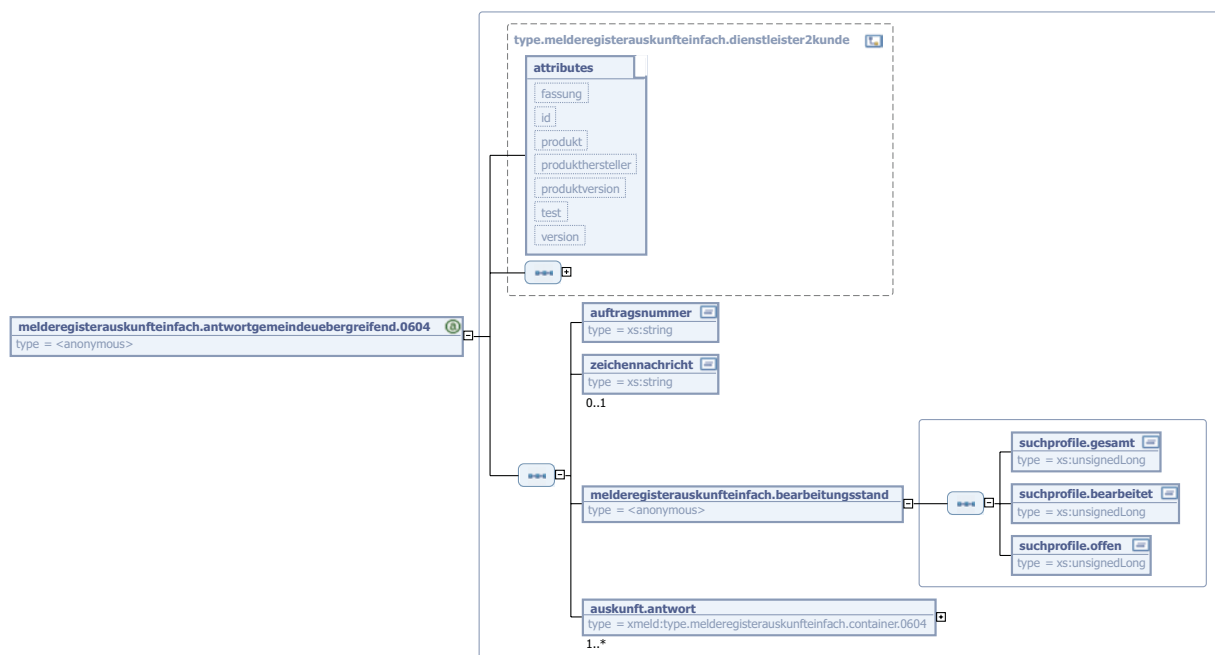 type.melderegisterauskunfteinfach.dienstleister2kunde
attributes
fassung
id
produkt
produkthersteller
produktversion
test
version
melderegisterauskunfteinfach.antwortgemeindeuebergreifend.0604
type = <anonymous>
auftragsnummer
type = xs:string
zeichennachricht
type = xs:string
0..1
melderegisterauskunfteinfach.bearbeitungsstand
type = <anonymous>
suchprofile.gesamt
type = xs:unsignedLong
suchprofile.bearbeitet
type = xs:unsignedLong
suchprofile.offen
type = xs:unsignedLong
auskunft.antwort
type = xmeld:type.melderegisterauskunfteinfach.container.0604
1..*